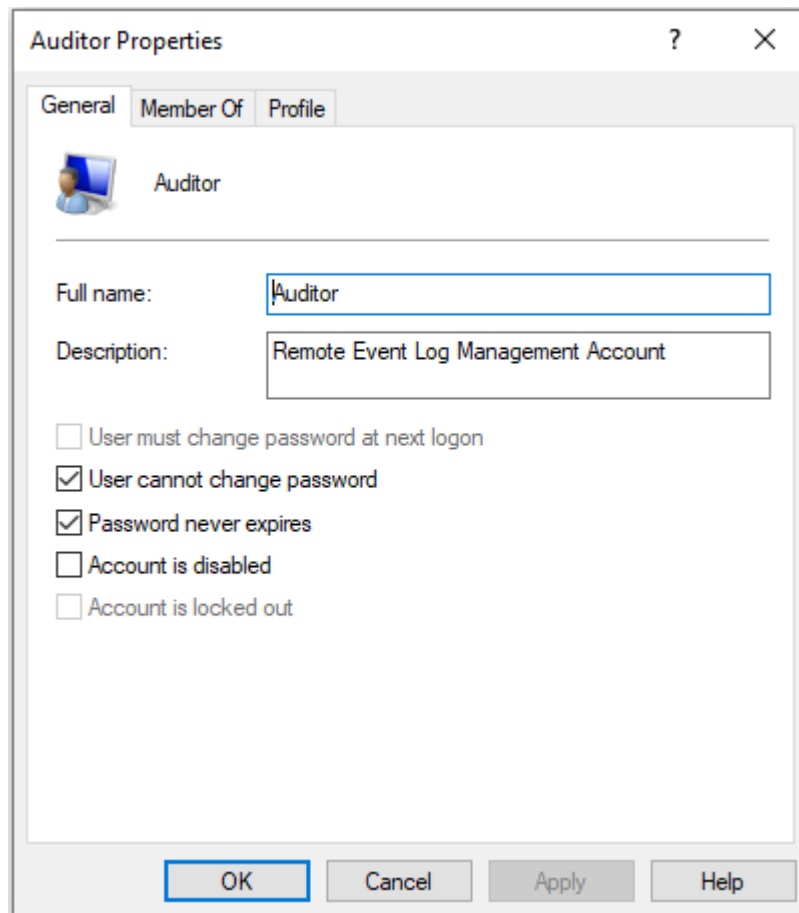 Auditor Properties ? ×
General Member Of Profile
Auditor
Full name: Auditor
Description: Remote Event Log Management Account
User must change password at next logon
User cannot change password
Password never expires
Account is disabled
Account is locked out
OK Cancel Apply Help